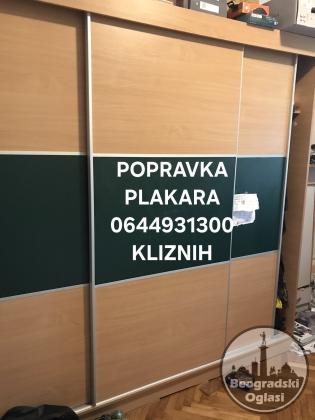 POPRAVKA
PLAKARA
0644931300
KLIZNIH
Beogradski
Oglasi